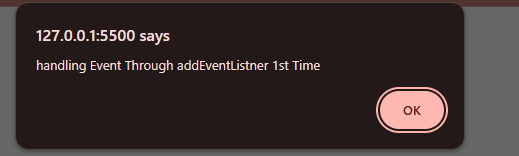 127.0.0.1:5500 says
handling Event Through addEventListner 1st Time
OK